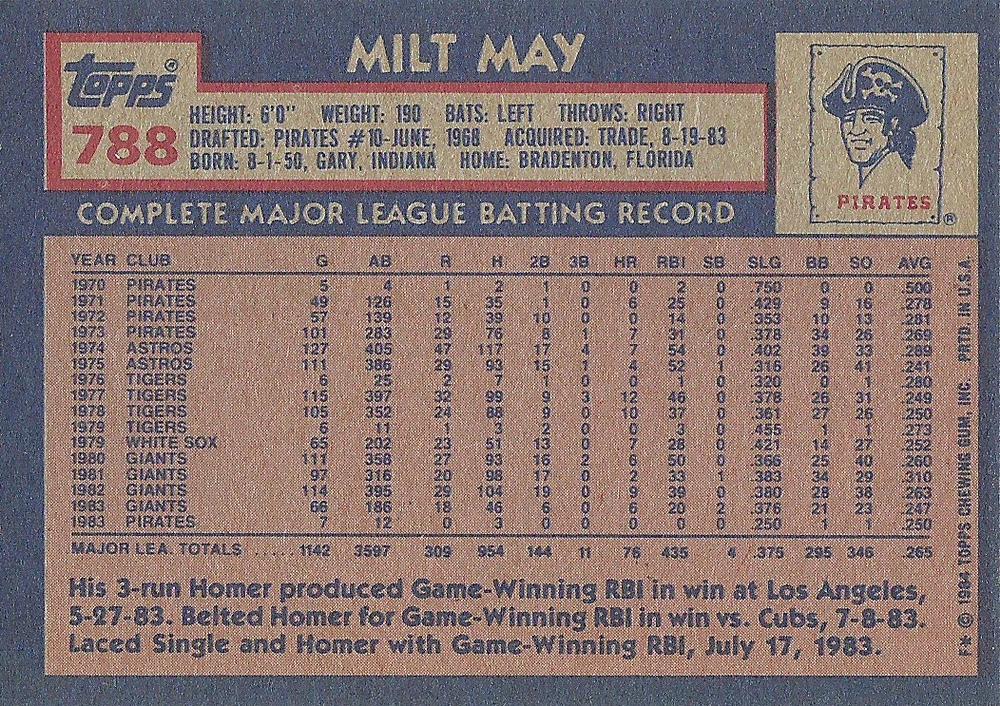 MILT MAY
Topps®
788
HEIGHT: 6'0" WEIGHT: 190 BATS: LEFT THROWS: RIGHT
DRAFTED: PIRATES #10-JUNE, 1968 ACQUIRED: TRADE, 8-19-83
BORN: 8-1-50, GARY, INDIANA HOME: BRADENTON, FLORIDA
PIRATES ®
COMPLETE MAJOR LEAGUE BATTING RECORD
YEAR CLUB G AB R H 2B 3B HR RBI SB SLG BB SO AVG
1970 PIRATES 5 4 1 2 1 0 0 2 0 .750 0 0 .500
1971 PIRATES 49 126 15 35 1 0 6 25 0 .429 9 16 .278
1972 PIRATES 57 139 12 39 10 0 0 14 0 .353 10 13 .281
1973 PIRATES 101 283 29 76 8 1 7 31 0 .378 34 26 .269
1974 ASTROS 127 405 47 117 17 4 7 54 0 .402 39 33 .289
1975 ASTROS 111 386 29 93 15 1 4 52 1 .316 26 41 .241
1976 TIGERS 6 25 2 7 1 0 0 1 0 .320 0 1 .280
1977 TIGERS 115 397 32 99 9 3 12 46 0 .378 26 31 .249
1978 TIGERS 105 352 24 88 9 0 10 37 0 .361 27 26 .250
1979 TIGERS 6 11 1 3 2 0 0 3 0 .455 1 1 .273
1979 WHITE SOX 65 202 23 51 13 0 7 28 0 .421 14 27 .252
1980 GIANTS 111 358 27 93 16 2 6 50 0 .366 25 40 .260
1981 GIANTS 97 316 20 98 17 0 2 33 1 .383 34 29 .310
1982 GIANTS 114 395 29 104 19 0 9 39 0 .380 28 38 .263
1983 GIANTS 66 186 18 46 6 0 6 20 2 .376 21 23 .247
1983 PIRATES 7 12 0 3 0 0 0 0 0 .250 1 1 .250
MAJOR LEA. TOTALS ..... 1142 3597 309 954 144 11 76 435 4 .375 295 346 .265
His 3-run Homer produced Game-Winning RBI in win at Los Angeles,
5-27-83. Belted Homer for Game-Winning RBI in win vs. Cubs, 7-8-83.
Laced Single and Homer with Game-Winning RBI, July 17, 1983.
F* © 1984 TOPPS CHEWING GUM, INC. PRTD. IN U.S.A.